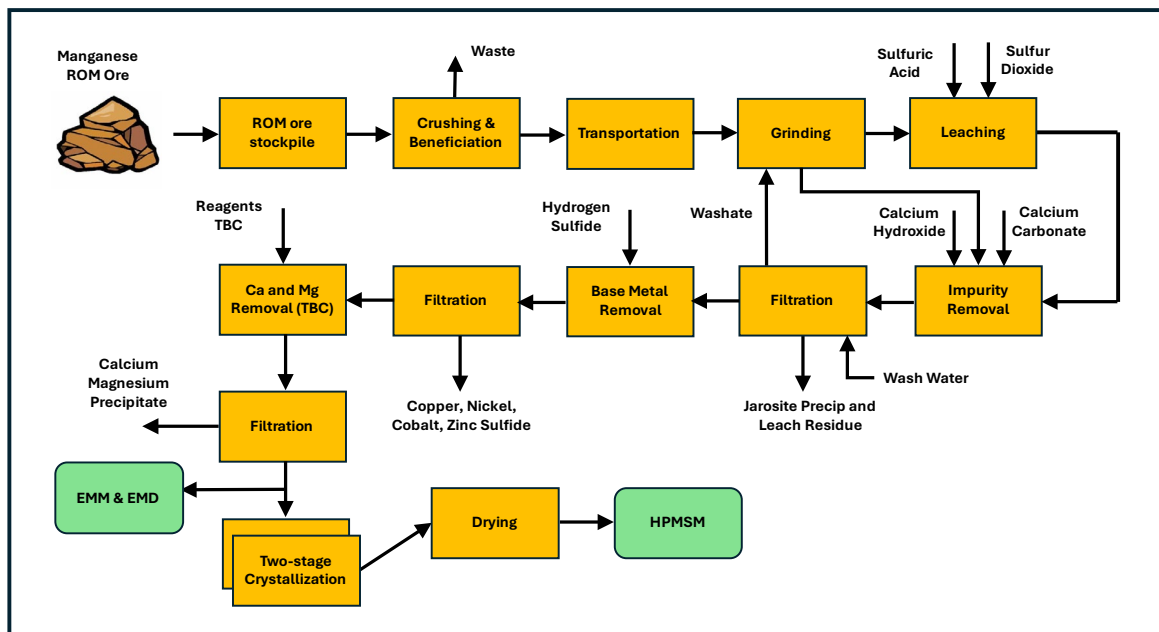 Manganese
ROM Ore
Waste
Sulfuric
Acid
Sulfur
Dioxide
ROM ore
stockpile
Crushing &
Beneficiation
Transportation
Grinding
Leaching
Reagents
TBC
Hydrogen
Sulfide
Washate
Calcium
Hydroxide
Calcium
Carbonate
Ca and Mg
Removal (TBC)
Filtration
Base Metal
Removal
Filtration
Impurity
Removal
Calcium
Magnesium
Precipitate
Wash Water
Filtration
Copper, Nickel,
Cobalt, Zinc Sulfide
Jarosite Precip and
Leach Residue
EMM & EMD
Drying
HPMSM
Two-stage
Crystallization